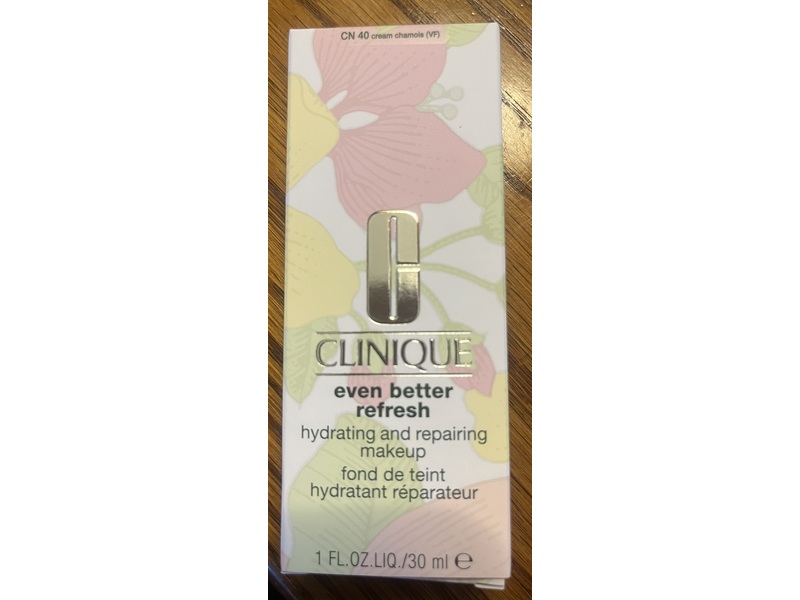 CN 40 cream chamois (VF)
CLINIQUE
even better
refresh
hydrating and repairing
makeup
fond de teint
hydratant réparateur
1 FL.OZ.LIQ./30 ml ℮